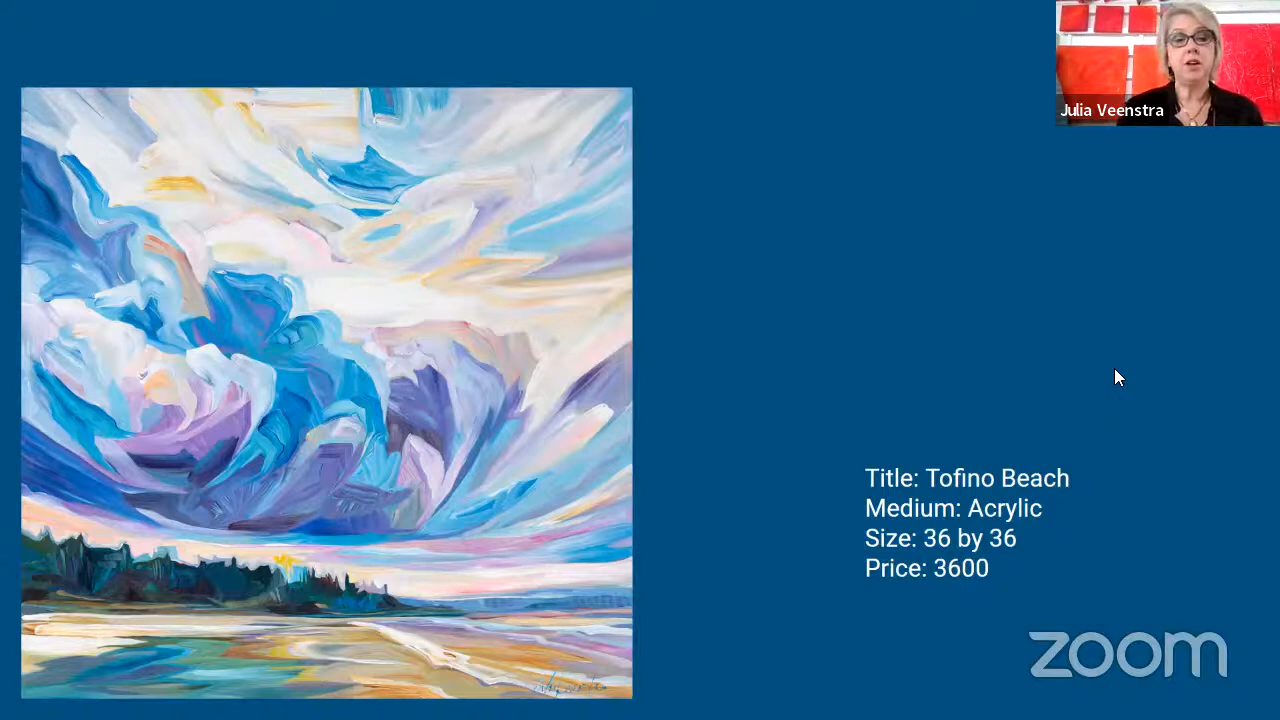 Julia Veenstra
Title: Tofino Beach
Medium: Acrylic
Size: 36 by 36
Price: 3600
zoom